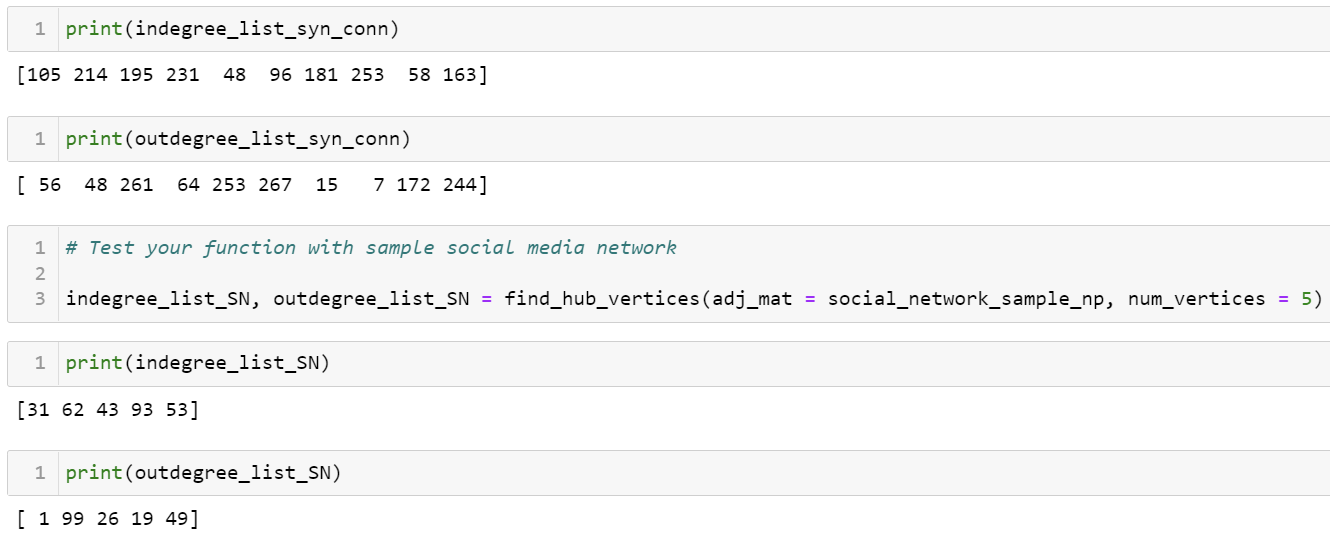 1 print(indegree_list_syn_conn)
[105 214 195 231  48  96 181 253  58 163]
1 print(outdegree_list_syn_conn)
[ 56  48 261  64 253 267  15   7 172 244]
1 # Test your function with sample social media network
2
3 indegree_list_SN, outdegree_list_SN = find_hub_vertices(adj_mat = social_network_sample_np, num_vertices = 5)
1 print(indegree_list_SN)
[31 62 43 93 53]
1 print(outdegree_list_SN)
[ 1 99 26 19 49]